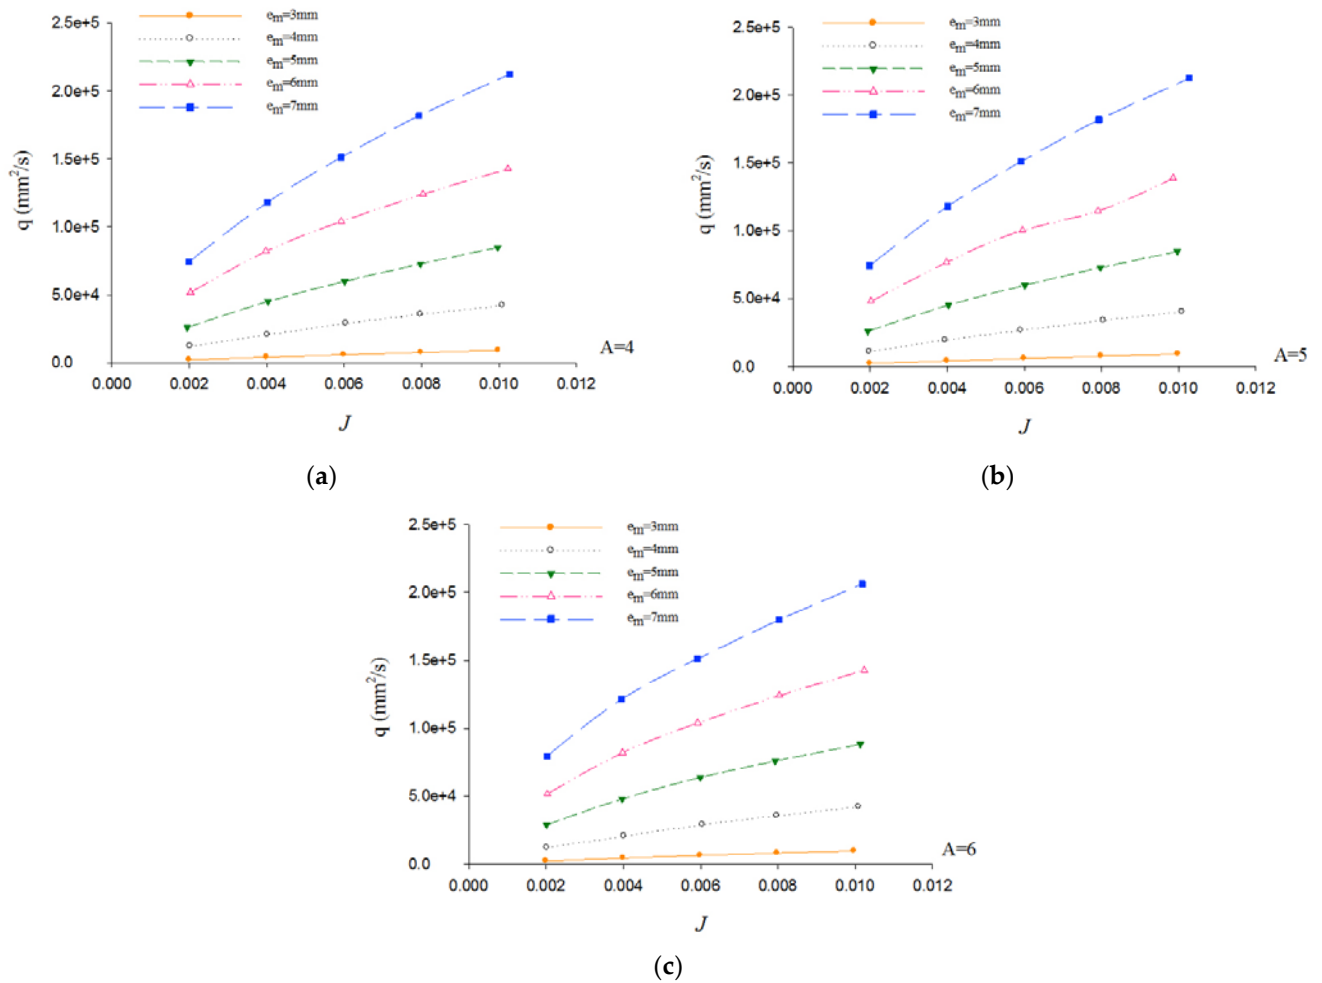 2.5e+5
2.0e+5
1.5e+5
1.0e+5
5.0e+4
0.0
q (mm²/s)
eₘ=3mm
eₘ=4mm
eₘ=5mm
eₘ=6mm
eₘ=7mm
A=4
0.000 0.002 0.004 0.006 0.008 0.010 0.012
J
(a)
2.5e+5
2.0e+5
1.5e+5
1.0e+5
5.0e+4
0.0
q (mm²/s)
eₘ=3mm
eₘ=4mm
eₘ=5mm
eₘ=6mm
eₘ=7mm
A=5
0.000 0.002 0.004 0.006 0.008 0.010 0.012
J
(b)
2.5e+5
2.0e+5
1.5e+5
1.0e+5
5.0e+4
0.0
q (mm²/s)
eₘ=3mm
eₘ=4mm
eₘ=5mm
eₘ=6mm
eₘ=7mm
A=6
0.000 0.002 0.004 0.006 0.008 0.010 0.012
J
(c)